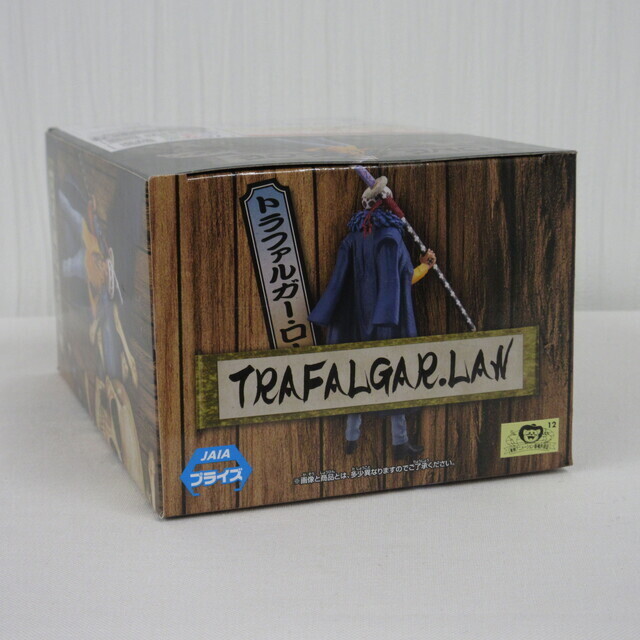 トラファルガー・ロ・
TRAFALGAR.LAW
JAIA
プライズ
※画像と商品とは、多少異なりますのでご了承ください。
12